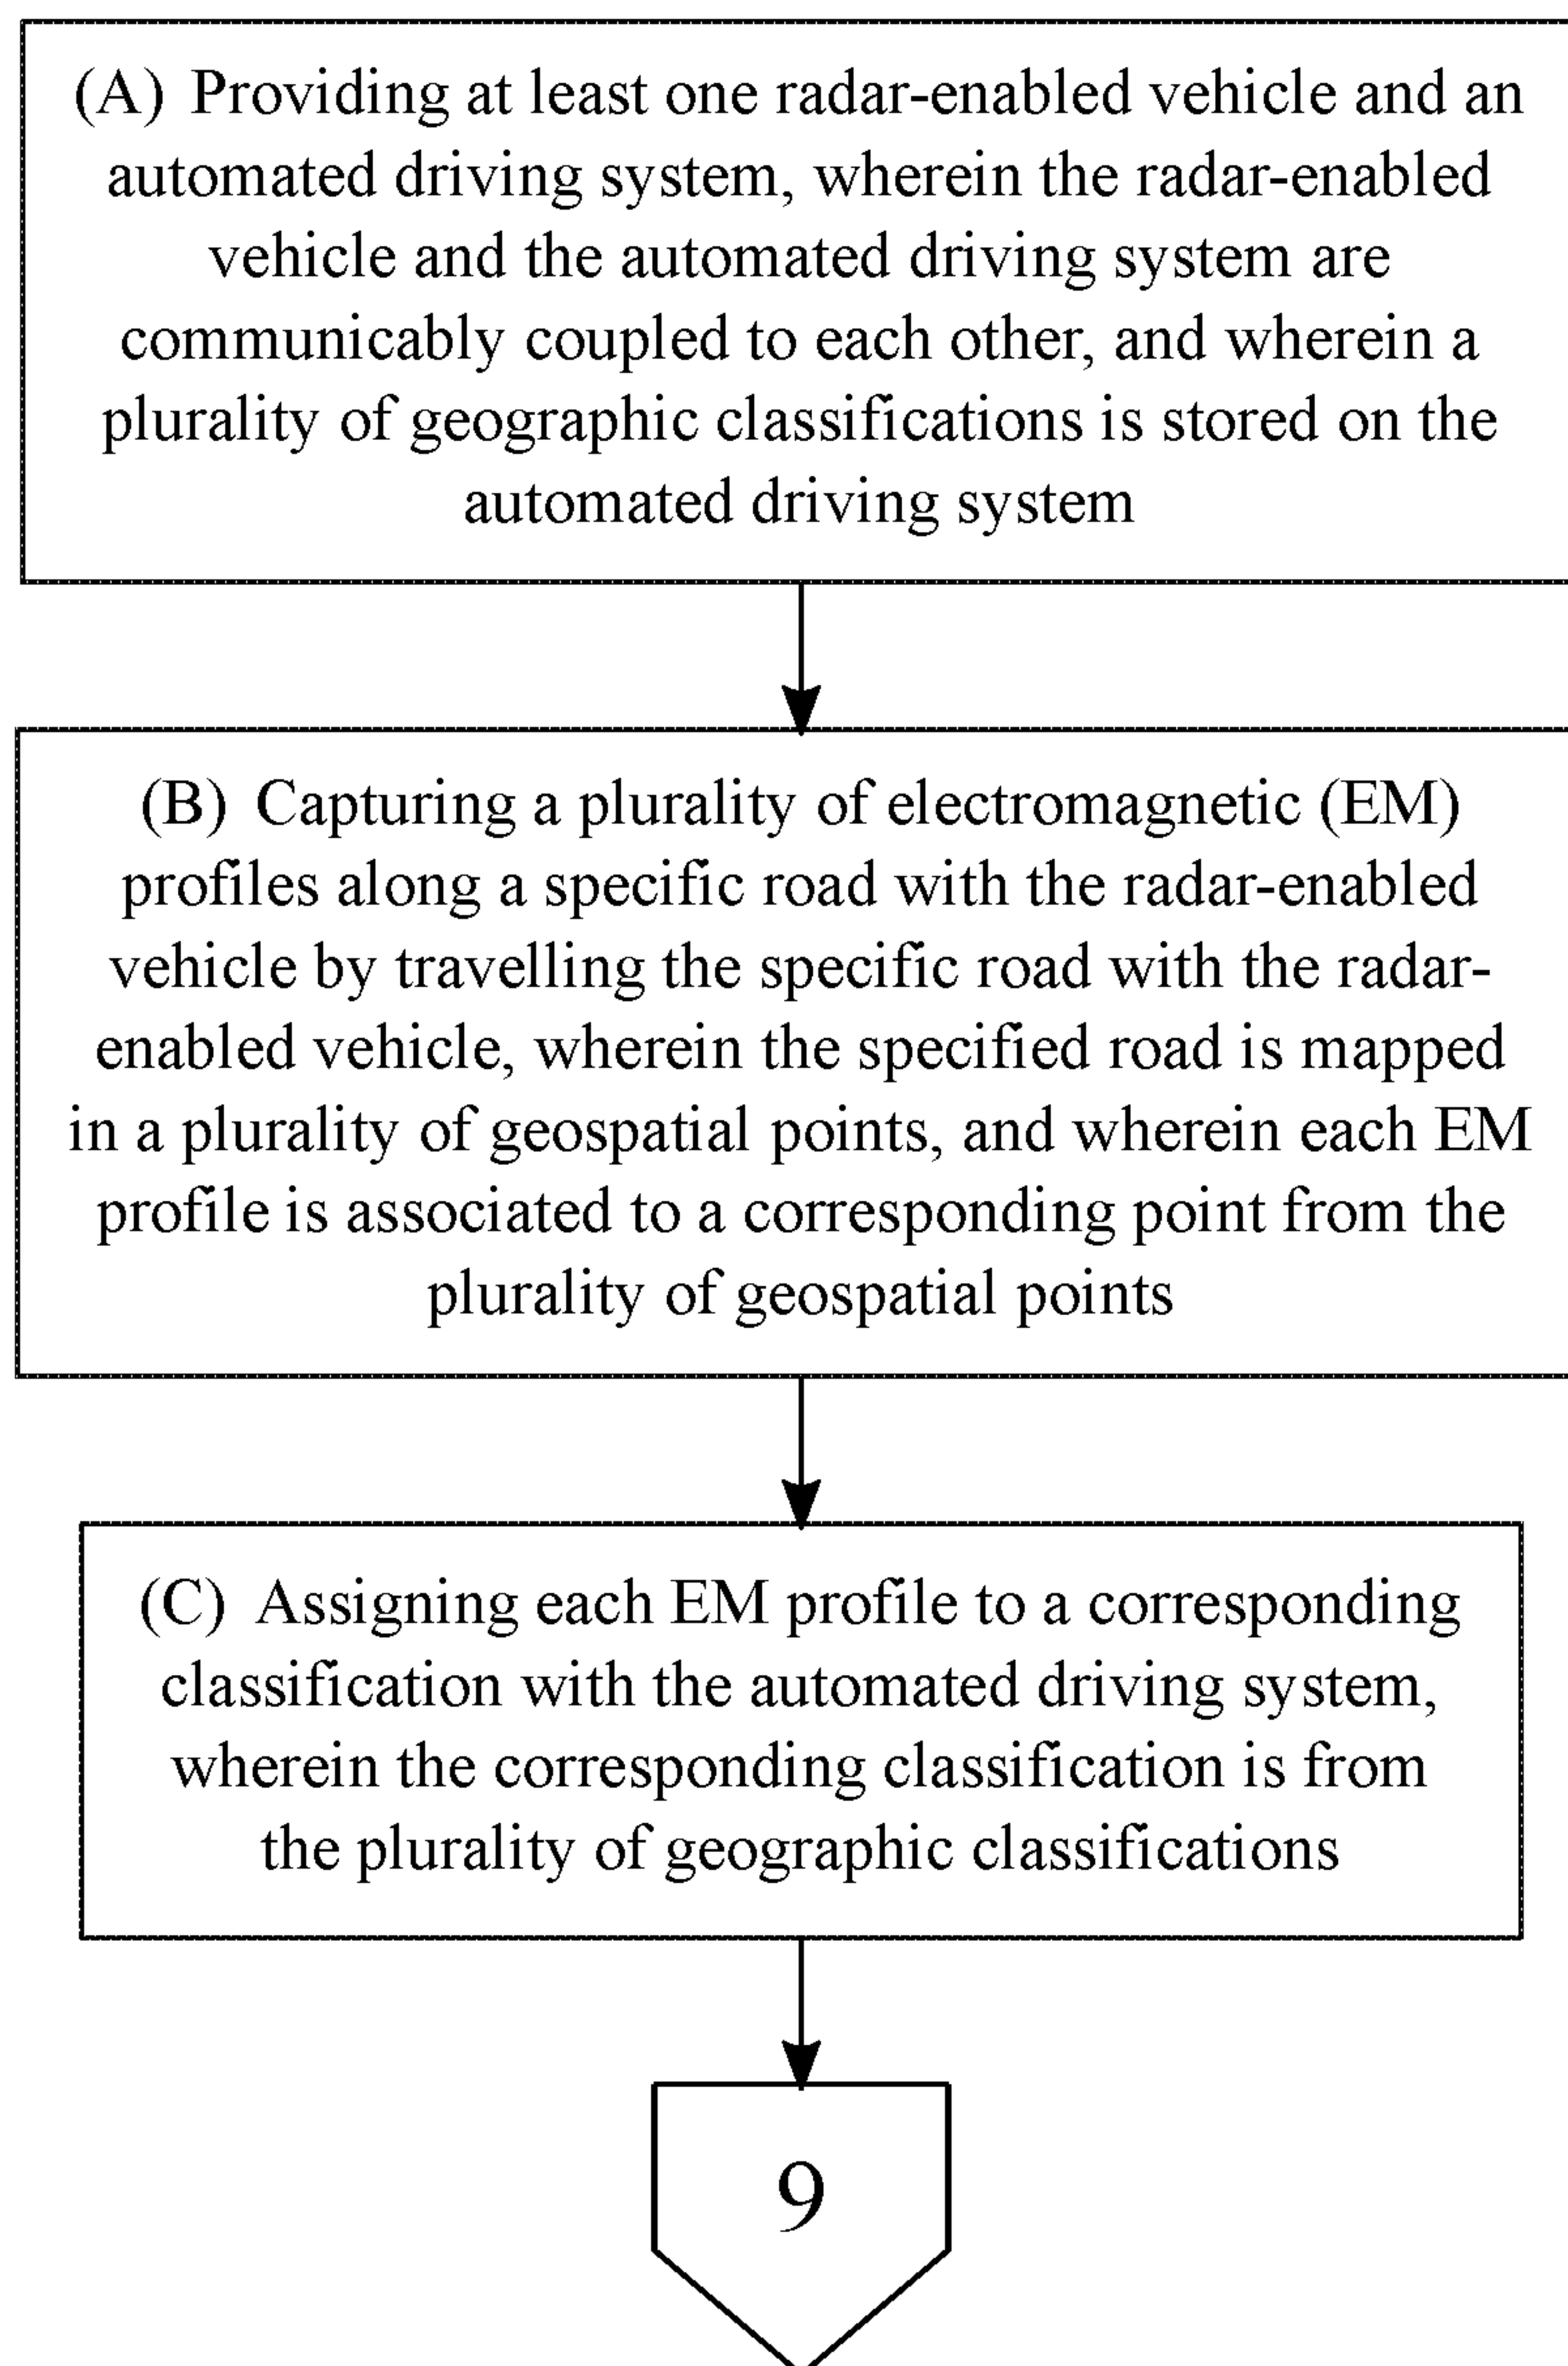 (A) Providing at least one radar-enabled vehicle and an
automated driving system, wherein the radar-enabled
vehicle and the automated driving system are
communicably coupled to each other, and wherein a
plurality of geographic classifications is stored on the
automated driving system
(B) Capturing a plurality of electromagnetic (EM)
profiles along a specific road with the radar-enabled
vehicle by travelling the specific road with the radar-
enabled vehicle, wherein the specified road is mapped
in a plurality of geospatial points, and wherein each EM
profile is associated to a corresponding point from the
plurality of geospatial points
(C) Assigning each EM profile to a corresponding
classification with the automated driving system,
wherein the corresponding classification is from
the plurality of geographic classifications
9